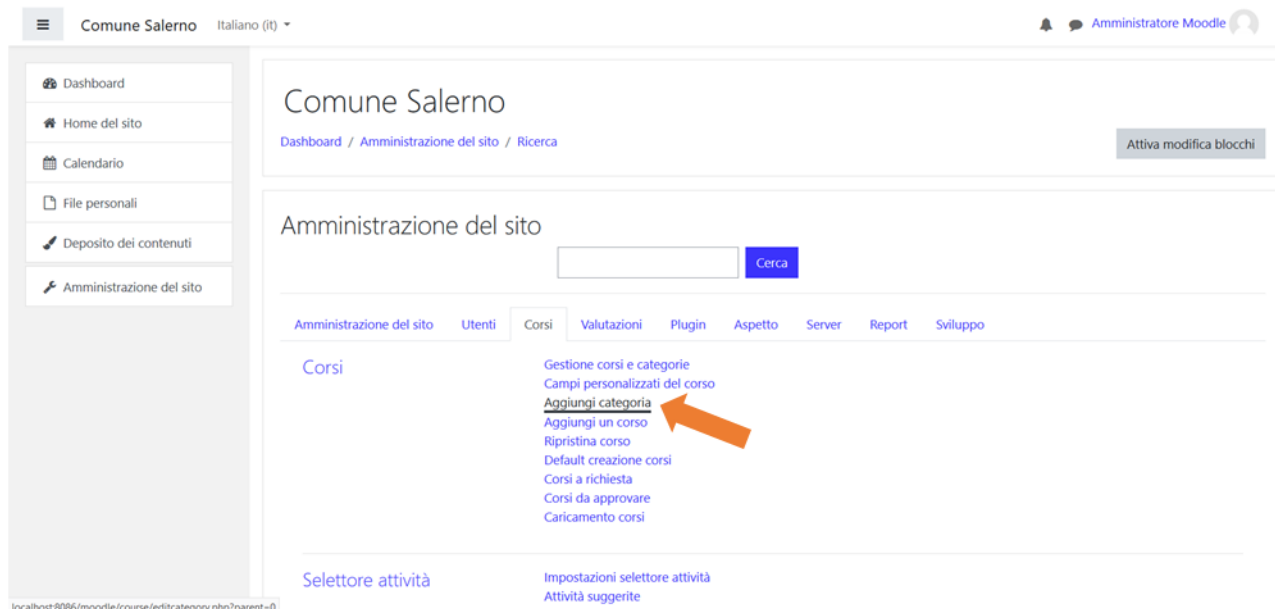 Comune Salerno Italiano (it)
Amministratore Moodle
Dashboard
Home del sito
Calendario
File personali
Deposito dei contenuti
Amministrazione del sito
Comune Salerno
Dashboard / Amministrazione del sito / Ricerca
Attiva modifica blocchi
Amministrazione del sito
Cerca
Amministrazione del sito Utenti Corsi Valutazioni Plugin Aspetto Server Report Sviluppo
Corsi
Gestione corsi e categorie
Campi personalizzati del corso
Aggiungi categoria
Aggiungi un corso
Ripristina corso
Default creazione corsi
Corsi a richiesta
Corsi da approvare
Caricamento corsi
Selettore attività
Impostazioni selettore attività
Attività suggerite
localhost:8086/moodle/course/editcategory.php?parent=0